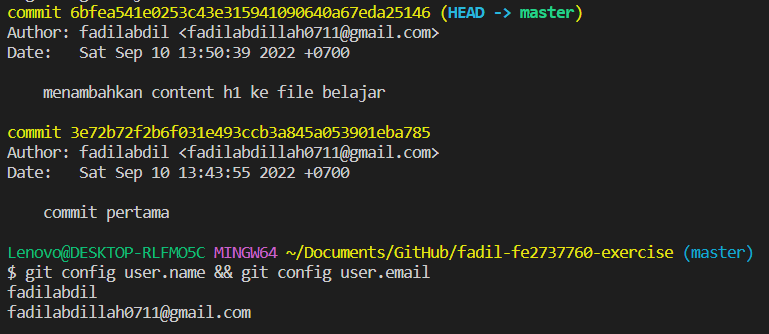 commit 6bfea541e0253c43e315941090640a67eda25146 (HEAD -> master)
Author: fadilabdil <fadilabdillah0711@gmail.com>
Date:   Sat Sep 10 13:50:39 2022 +0700
menambahkan content h1 ke file belajar
commit 3e72b72f2b6f031e493ccb3a845a053901eba785
Author: fadilabdil <fadilabdillah0711@gmail.com>
Date:   Sat Sep 10 13:43:55 2022 +0700
commit pertama
Lenovo@DESKTOP-RLFMO5C MINGW64 ~/Documents/GitHub/fadil-fe2737760-exercise (master)
$ git config user.name && git config user.email
fadilabdil
fadilabdillah0711@gmail.com